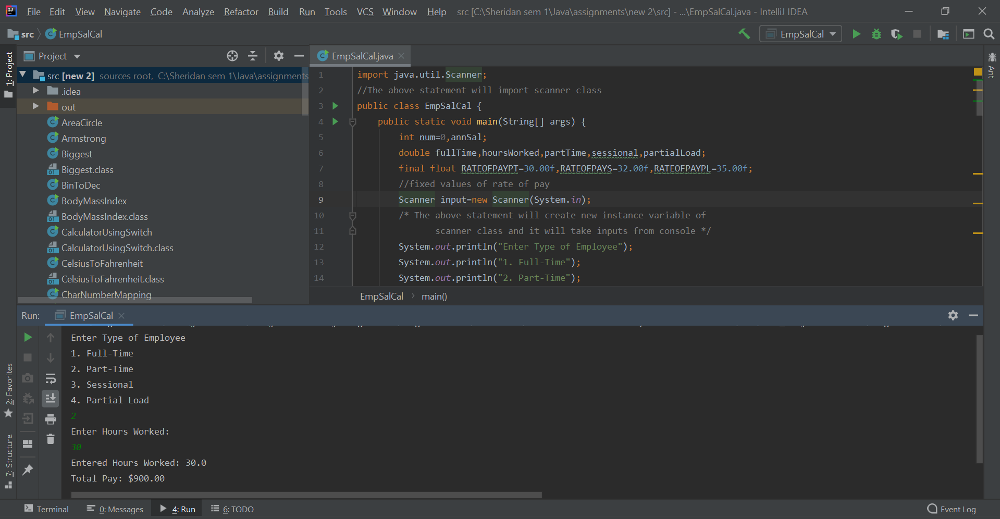 File Edit View Navigate Code Analyze Refactor Build Run Tools VCS Window Help src [C:\Sheridan sem 1\Java\assignments\new 2\src] - ...\EmpSalCal.java - IntelliJ IDEA
src EmpSalCal EmpSalCal
1: Project
Project
src [new 2] sources root, C:\Sheridan sem 1\Java\assignments
.idea
out
AreaCircle
Armstrong
Biggest
Biggest.class
BinToDec
BodyMassIndex
BodyMassIndex.class
CalculatorUsingSwitch
CalculatorUsingSwitch.class
CelsiusToFahrenheit
CelsiusToFahrenheit.class
CharNumberMapping
EmpSalCal.java
1 import java.util.Scanner;
2 //The above statement will import scanner class
3 public class EmpSalCal {
4 public static void main(String[] args) {
5 int num=0,annSal;
6 double fullTime,hoursWorked,partTime,sessional,partialLoad;
7 final float RATEOFPAYPT=30.00f,RATEOFPAYS=32.00f,RATEOFPAYPL=35.00f;
8 //fixed values of rate of pay
9 Scanner input=new Scanner(System.in);
10 /* The above statement will create new instance variable of
11 scanner class and it will take inputs from console */
12 System.out.println("Enter Type of Employee");
13 System.out.println("1. Full-Time");
14 System.out.println("2. Part-Time");
EmpSalCal main()
Ant
Run: EmpSalCal
Enter Type of Employee
1. Full-Time
2. Part-Time
3. Sessional
4. Partial Load
2
Enter Hours Worked:
30
Entered Hours Worked: 30.0
Total Pay: $900.00
2: Favorites
7: Structure
Terminal 0: Messages 4: Run 6: TODO Event Log